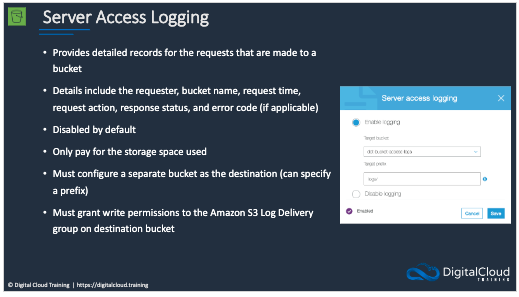 Server Access Logging
• Provides detailed records for the requests that are made to a
bucket
• Details include the requester, bucket name, request time,
request action, response status, and error code (if applicable)
• Disabled by default
• Only pay for the storage space used
• Must configure a separate bucket as the destination (can specify
a prefix)
• Must grant write permissions to the Amazon S3 Log Delivery
group on destination bucket
Server access logging
Enable logging
Target bucket
Target prefix
Disable logging
Enabled
Cancel
Save
DigitalCloud
TRAINING
© Digital Cloud Training | https://digitalcloud.training